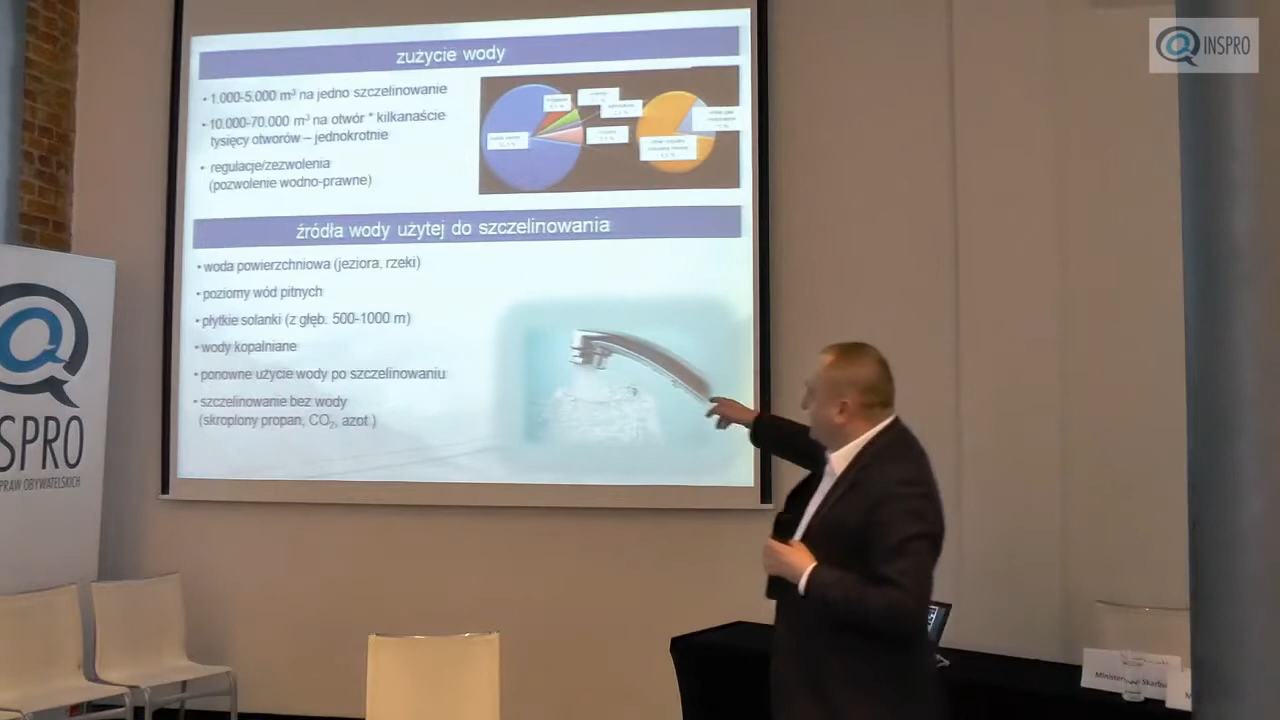 INSPRO
zużycie wody
• 1.000-5.000 m³ na jedno szczelinowanie
• 10.000-70.000 m³ na otwór * kilkanaście
tysięcy otworów – jednokrotnie
• regulacje/zezwolenia
(pozwolenie wodno-prawne)
źródła wody użytej do szczelinowania
• woda powierzchniowa (jeziora, rzeki)
• poziomy wód pitnych
• płytkie solanki (z głęb. 500-1000 m)
• wody kopalniane
• ponowne użycie wody po szczelinowaniu
• szczelinowanie bez wody
(skroplony propan, CO₂, azot )
SPRO
PRAW OBYWATELSKICH